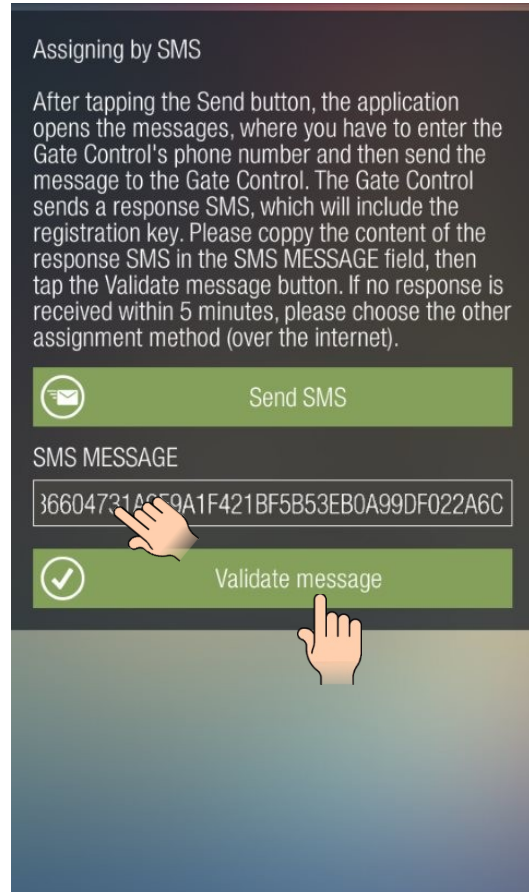 Assigning by SMS
After tapping the Send button, the application
opens the messages, where you have to enter the
Gate Control's phone number and then send the
message to the Gate Control. The Gate Control
sends a response SMS, which will include the
registration key. Please coppy the content of the
response SMS in the SMS MESSAGE field, then
tap the Validate message button. If no response is
received within 5 minutes, please choose the other
assignment method (over the internet).
Send SMS
SMS MESSAGE
Validate message